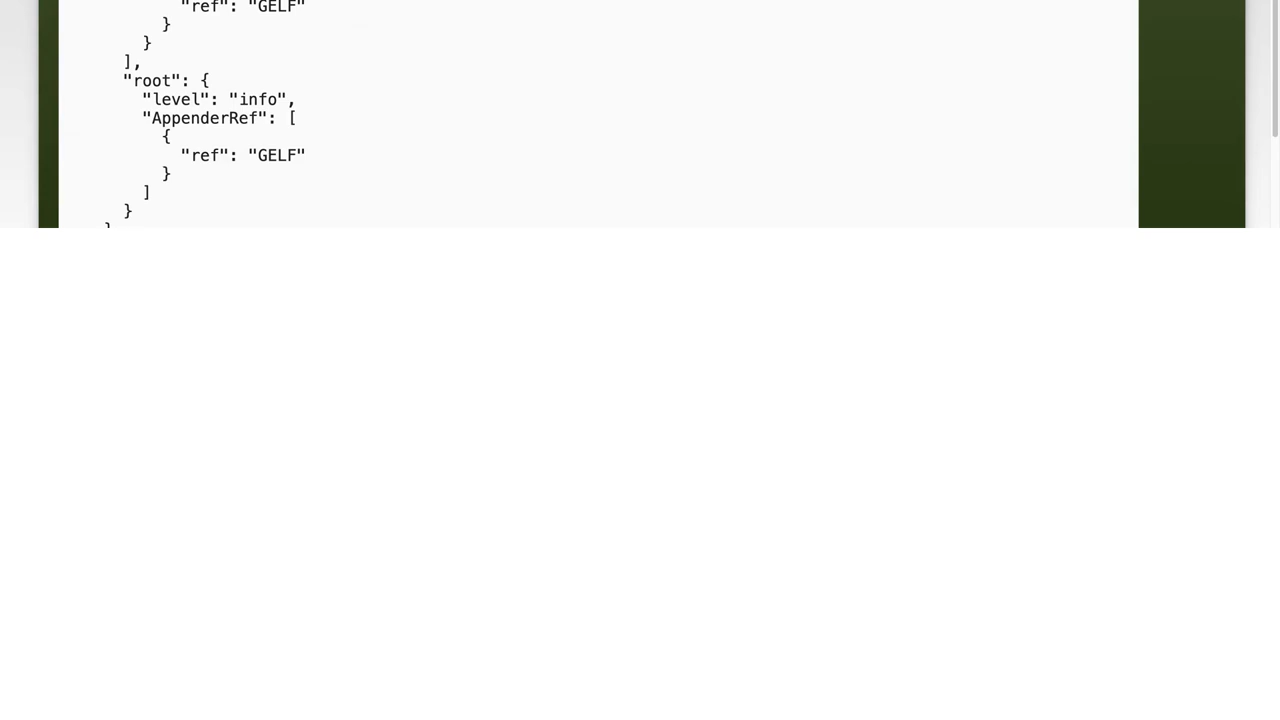 "ref": "GELF"
}
}
],
"root": {
"level": "info",
"AppenderRef": [
{
"ref": "GELF"
}
]
}
}